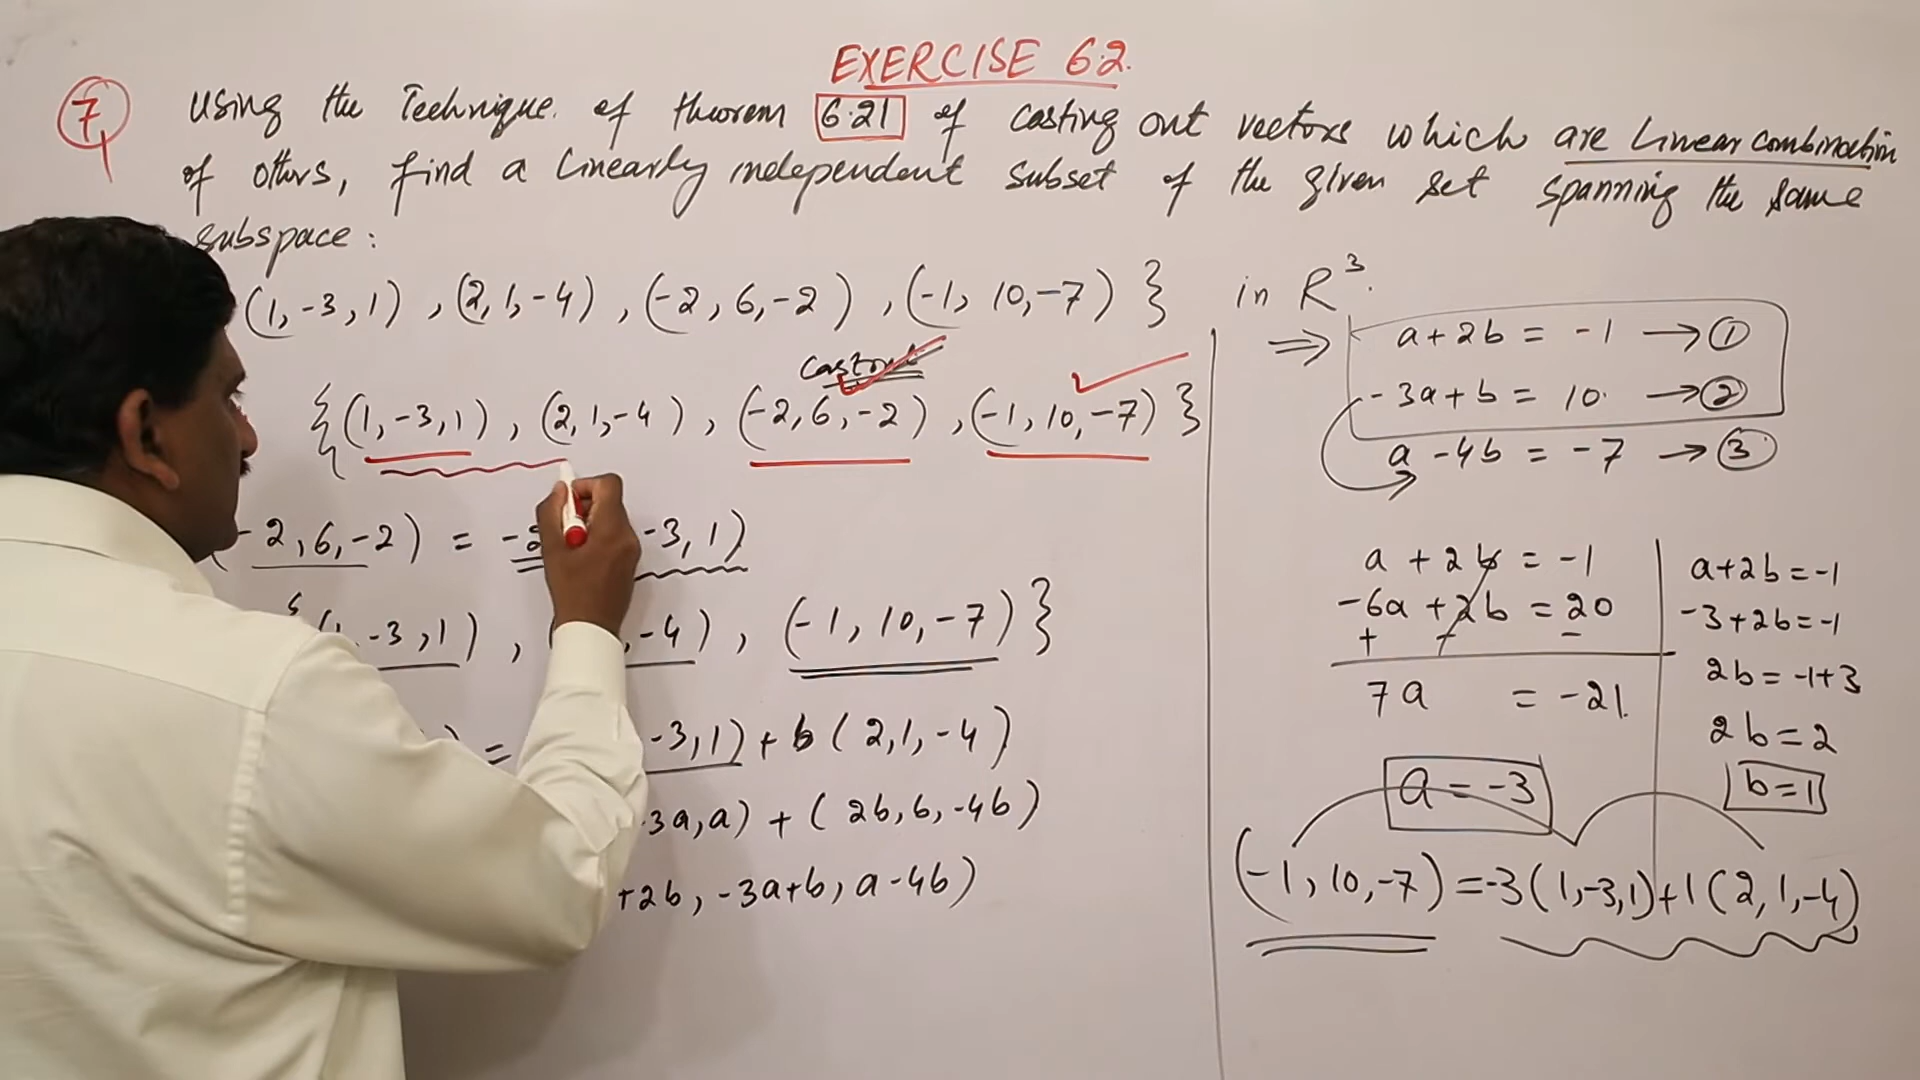 EXERCISE 6.2.
7 Using the Technique of theorem 6.21 of casting out vectors which are Linear combination
of others, find a Linearly independent subset of the given set spanning the same
subspace:
(1, -3, 1), (2, 1, -4), (-2, 6, -2), (-1, 10, -7) } in R³.
cast out
{(1, -3, 1), (2, 1, -4), (-2, 6, -2), (-1, 10, -7) }
-2, 6, -2) = -3, 1)
-3, 1), -4), (-1, 10, -7) }
) = -3, 1) + b (2, 1, -4)
3a, a) + (2b, b, -4b)
+2b, -3a+b, a-4b)
⇒ a + 2b = -1 → ①
-3a + b = 10. → ②
a - 4b = -7 → ③
a + 2b = -1
-6a + 2b = 20
+ - -
7a = -21.
a = -3
a+2b = -1
-3+2b = -1
2b = -1+3
2b = 2
b = 1
(-1, 10, -7) = -3(1, -3, 1) + 1(2, 1, -4)